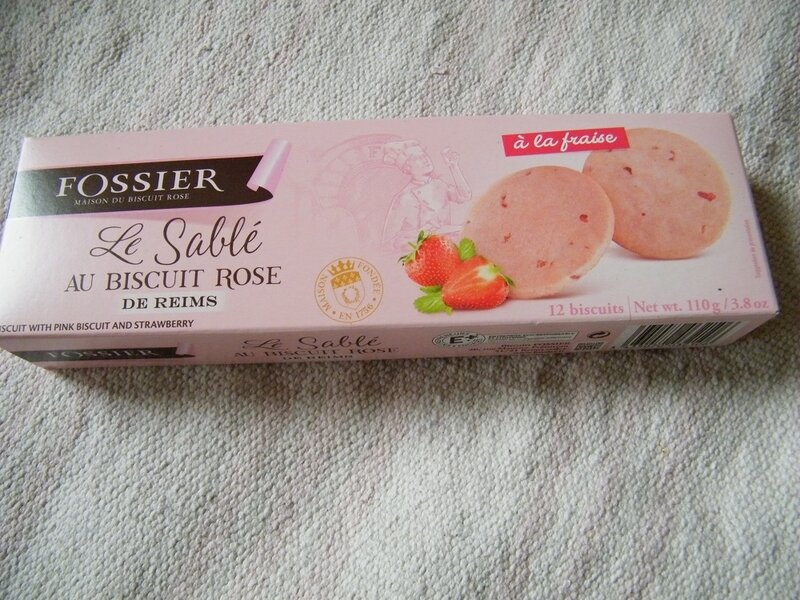 FOSSIER
MAISON DU BISCUIT ROSE
Le Sablé
AU BISCUIT ROSE
DE REIMS
à la fraise
MAISON FONDÉE
EN 1756
12 biscuits Net wt. 110g / 3.8 oz
ISCUIT WITH PINK BISCUIT AND STRAWBERRY
FOSSIER
Le Sablé
AU BISCUIT ROSE
DE REIMS
E+